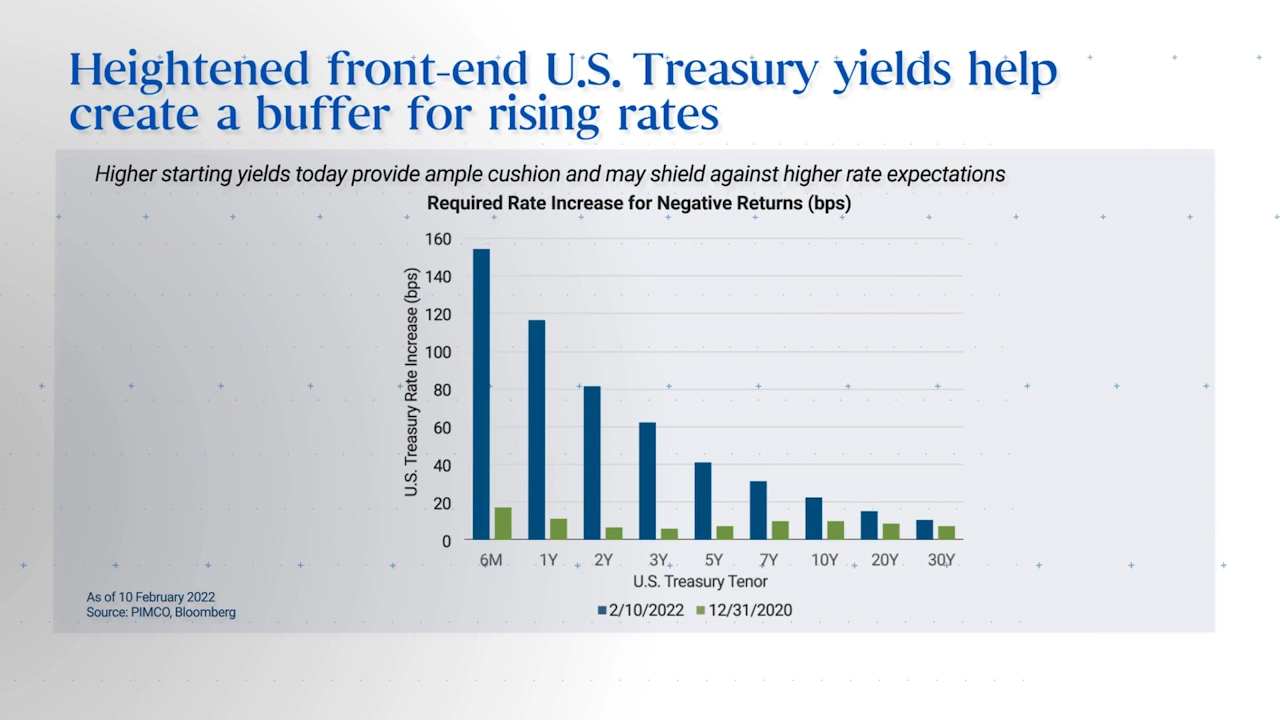 Heightened front-end U.S. Treasury yields help
create a buffer for rising rates
Higher starting yields today provide ample cushion and may shield against higher rate expectations
Required Rate Increase for Negative Returns (bps)
U.S. Treasury Rate Increase (bps)
160
140
120
100
80
60
40
20
0
6M 1Y 2Y 3Y 5Y 7Y 10Y 20Y 30Y
U.S. Treasury Tenor
2/10/2022 12/31/2020
As of 10 February 2022
Source: PIMCO, Bloomberg